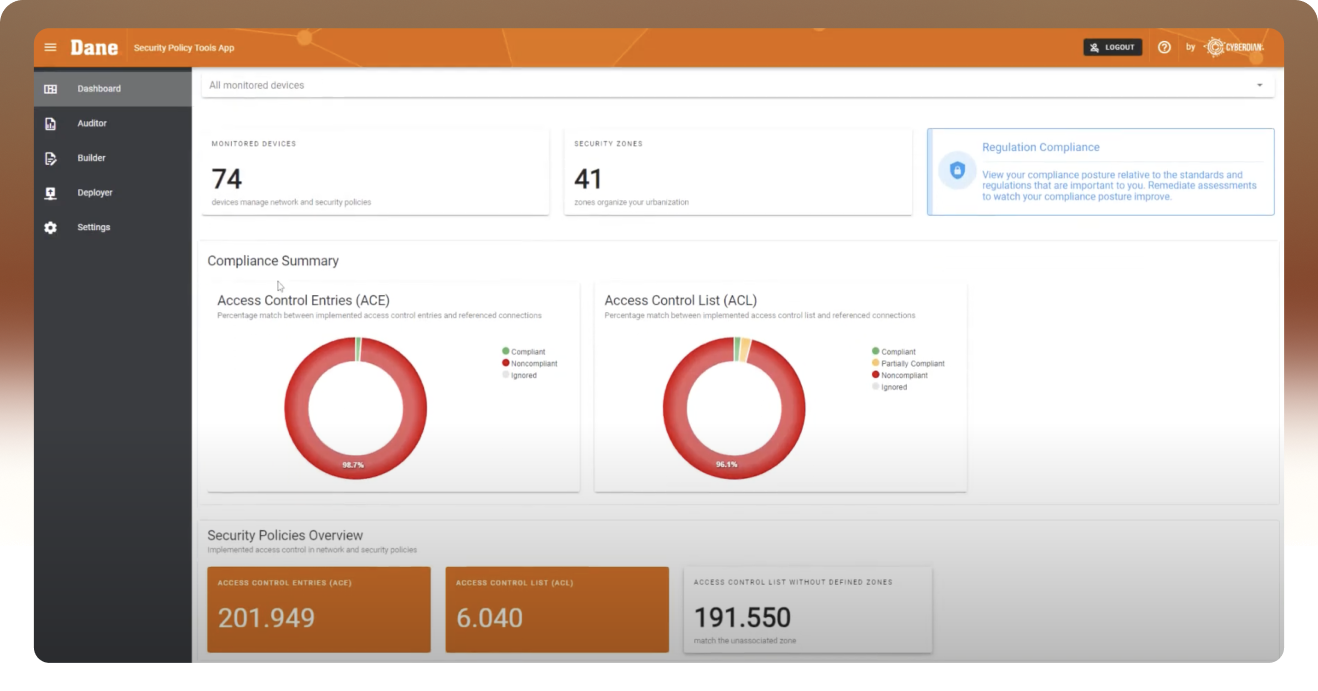 Dane
Security Policy Tools App
LOGOUT
by CYBERDIAN
Dashboard
Auditor
Builder
Deployer
Settings
All monitored devices
MONITORED DEVICES
74
devices manage network and security policies
SECURITY ZONES
41
zones organize your urbanization
Regulation Compliance
View your compliance posture relative to the standards and
regulations that are important to you. Remediate assessments
to watch your compliance posture improve.
Compliance Summary
Access Control Entries (ACE)
Percentage match between implemented access control entries and referenced connections
Compliant
Noncompliant
Ignored
98.7%
Access Control List (ACL)
Percentage match between implemented access control list and referenced connections
Compliant
Partially Compliant
Noncompliant
Ignored
96.1%
Security Policies Overview
Implemented access control in network and security policies
ACCESS CONTROL ENTRIES (ACE)
201.949
ACCESS CONTROL LIST (ACL)
6.040
ACCESS CONTROL LIST WITHOUT DEFINED ZONES
191.550
match the unassociated zone